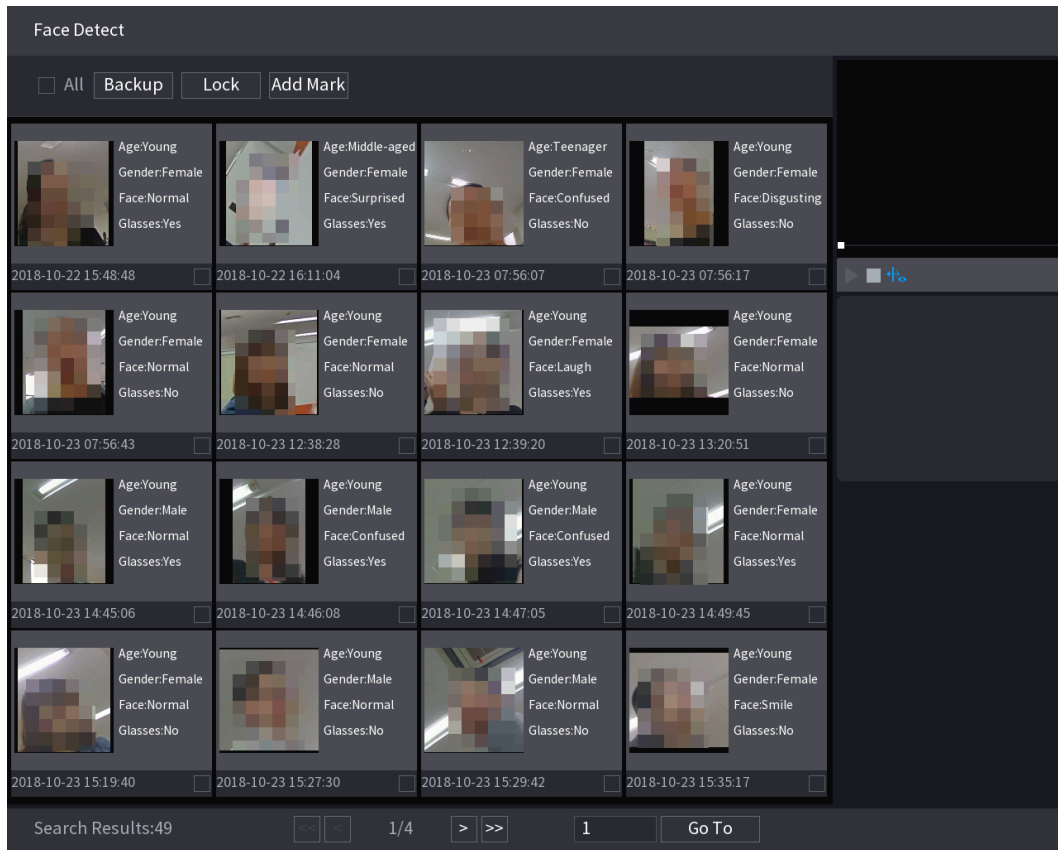 Face Detect
All Backup Lock Add Mark
Age:Young
Gender:Female
Face:Normal
Glasses:Yes
2018-10-22 15:48:48
Age:Middle-aged
Gender:Female
Face:Surprised
Glasses:Yes
2018-10-22 16:11:04
Age:Teenager
Gender:Female
Face:Confused
Glasses:No
2018-10-23 07:56:07
Age:Young
Gender:Female
Face:Disgusting
Glasses:No
2018-10-23 07:56:17
Age:Young
Gender:Female
Face:Normal
Glasses:No
2018-10-23 07:56:43
Age:Young
Gender:Female
Face:Normal
Glasses:No
2018-10-23 12:38:28
Age:Young
Gender:Female
Face:Laugh
Glasses:Yes
2018-10-23 12:39:20
Age:Young
Gender:Female
Face:Normal
Glasses:No
2018-10-23 13:20:51
Age:Young
Gender:Male
Face:Normal
Glasses:Yes
2018-10-23 14:45:06
Age:Young
Gender:Male
Face:Confused
Glasses:Yes
2018-10-23 14:46:08
Age:Young
Gender:Male
Face:Confused
Glasses:Yes
2018-10-23 14:47:05
Age:Young
Gender:Female
Face:Normal
Glasses:Yes
2018-10-23 14:49:45
Age:Young
Gender:Female
Face:Normal
Glasses:No
2018-10-23 15:19:40
Age:Young
Gender:Male
Face:Normal
Glasses:No
2018-10-23 15:27:30
Age:Young
Gender:Male
Face:Normal
Glasses:No
2018-10-23 15:29:42
Age:Young
Gender:Female
Face:Smile
Glasses:No
2018-10-23 15:35:17
Search Results:49 << < 1/4 > >> 1 Go To